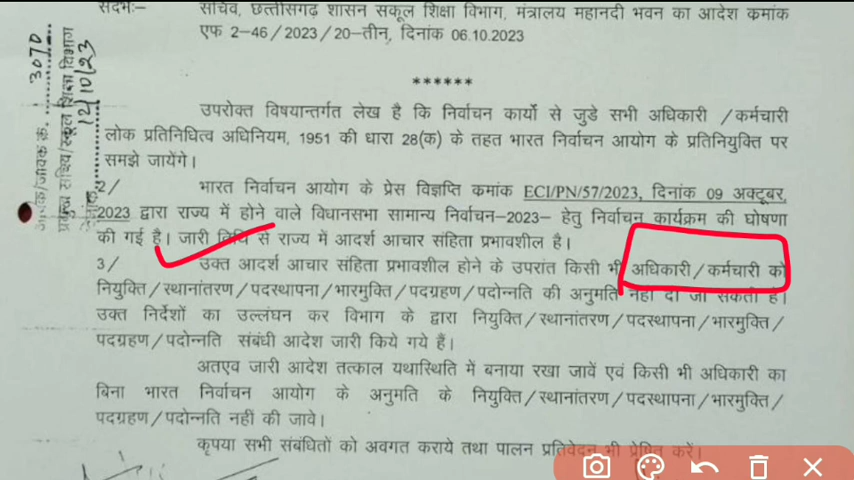 संदर्भः- सचिव, छत्तीसगढ़ शासन सकूल शिक्षा विभाग, मंत्रालय महानदी भवन का आदेश कमांक
एफ 2-46/2023/20-तीन, दिनांक 06.10.2023
******
उपरोक्त विषयान्तर्गत लेख है कि निर्वाचन कार्यो से जुडे सभी अधिकारी /कर्मचारी
लोक प्रतिनिधित्व अधिनियम, 1951 की धारा 28(क) के तहत भारत निर्वाचन आयोग के प्रतिनियुक्ति पर
समझे जायेंगे।
2/ भारत निर्वाचन आयोग के प्रेस विज्ञप्ति कमांक ECI/PN/57/2023, दिनांक 09 अक्टूबर,
2023 द्वारा राज्य में होने वाले विधानसभा सामान्य निर्वाचन-2023- हेतु निर्वाचन कार्यक्रम की घोषणा
की गई है। जारी तिथि से राज्य में आदर्श आचार संहिता प्रभावशील है।
3/ उक्त आदर्श आचार संहिता प्रभावशील होने के उपरांत किसी भी अधिकारी/कर्मचारी को
नियुक्ति/स्थानांतरण/पदस्थापना/भारमुक्ति/पदग्रहण/पदोन्नति की अनुमति नहीं दी जा सकती है।
उक्त निर्देशों का उल्लंघन कर विभाग के द्वारा नियुक्ति/स्थानांतरण/पदस्थापना/भारमुक्ति/
पदग्रहण/पदोन्नति संबंधी आदेश जारी किये गये हैं।
अतएव जारी आदेश तत्काल यथास्थिति में बनाया रखा जावें एवं किसी भी अधिकारी का
बिना भारत निर्वाचन आयोग के अनुमति के नियुक्ति/स्थानांतरण/पदस्थापना/भारमुक्ति/
पदग्रहण/पदोन्नति नहीं की जावे।
कृपया सभी संबंधितों को अवगत कराये तथा पालन प्रतिवेदन भी प्रेषित करें।
आवक/जावक क्र. 3070
प्रमुख सचिव/स्कूल शिक्षा विभाग
दिनांक 12/10/23